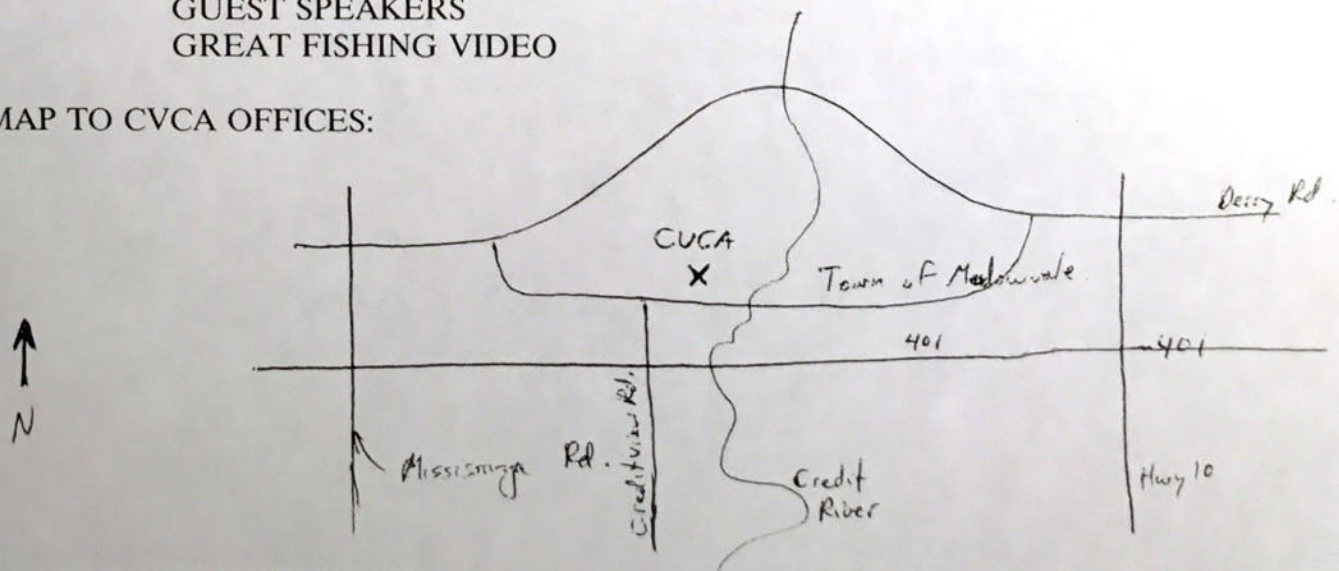 GUEST SPEAKERS
GREAT FISHING VIDEO
MAP TO CVCA OFFICES:
Derry Rd.
CVCA
X
Town of Meadowvale
401
401
N
Mississauga Rd.
Creditview Rd.
Credit
River
Hwy 10